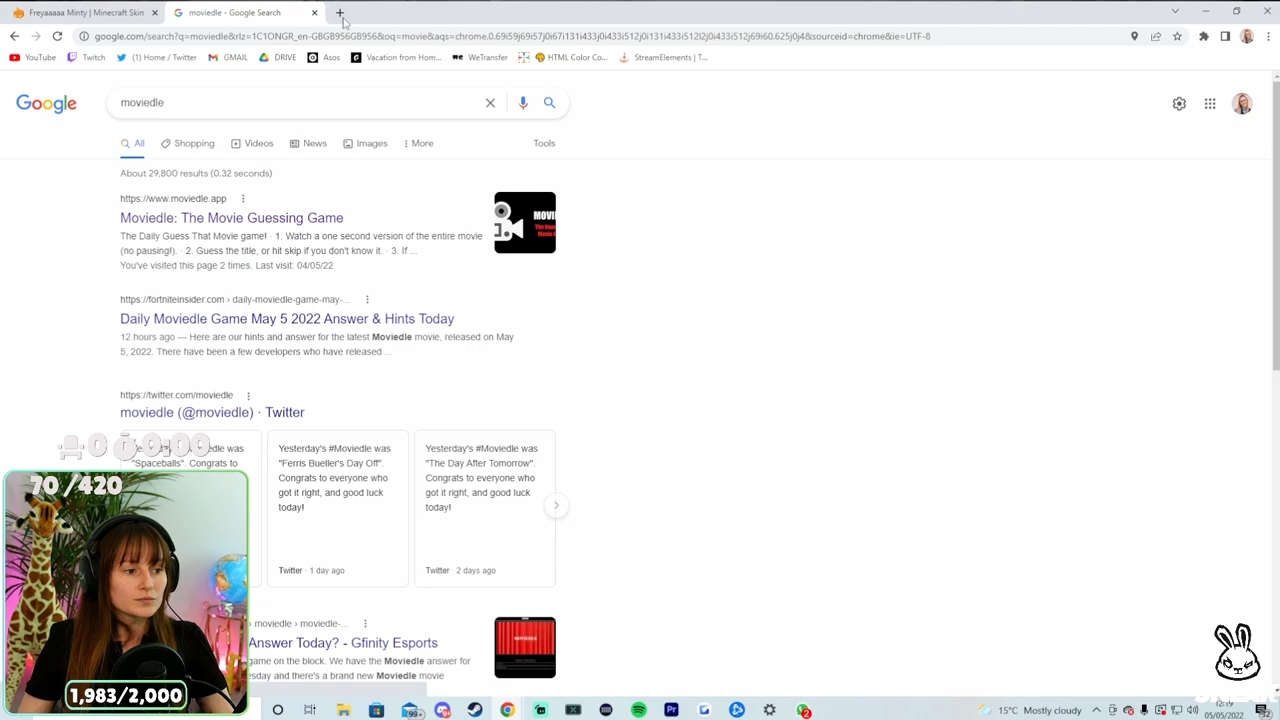 Freyaaaaa Minty | Minecraft Skin
moviedle - Google Search
google.com/search?q=moviedle&rlz=1C1ONGR_en-GBGB956GB956&oq=movie&aqs=chrome.0.69i59j69i57j0i67i131i433j0i433i512j0i131i433i512l2j0i433i512j69i60.625j0j4&sourceid=chrome&ie=UTF-8
YouTube
Twitch
(1) Home / Twitter
GMAIL
DRIVE
Asos
Vacation from Hom...
WeTransfer
HTML Color Co...
StreamElements | T...
Google
moviedle
All
Shopping
Videos
News
Images
More
Tools
About 29,800 results (0.32 seconds)
https://www.moviedle.app
Moviedle: The Movie Guessing Game
The Daily Guess That Movie game! · 1. Watch a one second version of the entire movie
(no pausing!). · 2. Guess the title, or hit skip if you don't know it. · 3. If ...
You've visited this page 2 times. Last visit: 04/05/22
https://fortniteinsider.com › daily-moviedle-game-may-...
Daily Moviedle Game May 5 2022 Answer & Hints Today
12 hours ago — Here are our hints and answer for the latest Moviedle movie, released on May
5, 2022. There have been a few developers who have released ...
https://twitter.com/moviedle
moviedle (@moviedle) · Twitter
"Spaceballs". Congrats to
Yesterday's #Moviedle was
"Ferris Bueller's Day Off".
Congrats to everyone who
got it right, and good luck
today!
Twitter · 1 day ago
Yesterday's #Moviedle was
"The Day After Tomorrow".
Congrats to everyone who
got it right, and good luck
today!
Twitter · 2 days ago
0 0:00
70 /420
› moviedle › moviedle-...
Answer Today? - Gfinity Esports
game on the block. We have the Moviedle answer for
and there's a brand new Moviedle movie
1,983/2,000
99+
15°C Mostly cloudy
12:19
05/05/2022